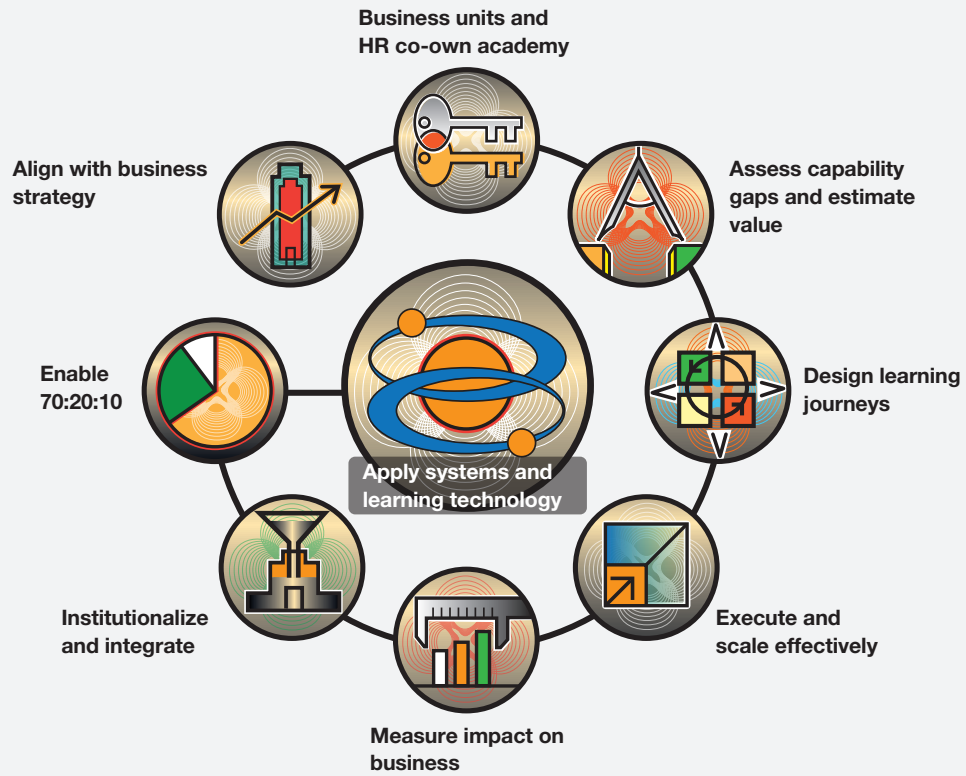 Business units and
HR co-own academy
Align with business
strategy
Assess capability
gaps and estimate
value
Enable
70:20:10
Design learning
journeys
Apply systems and
learning technology
Institutionalize
and integrate
Execute and
scale effectively
Measure impact on
business